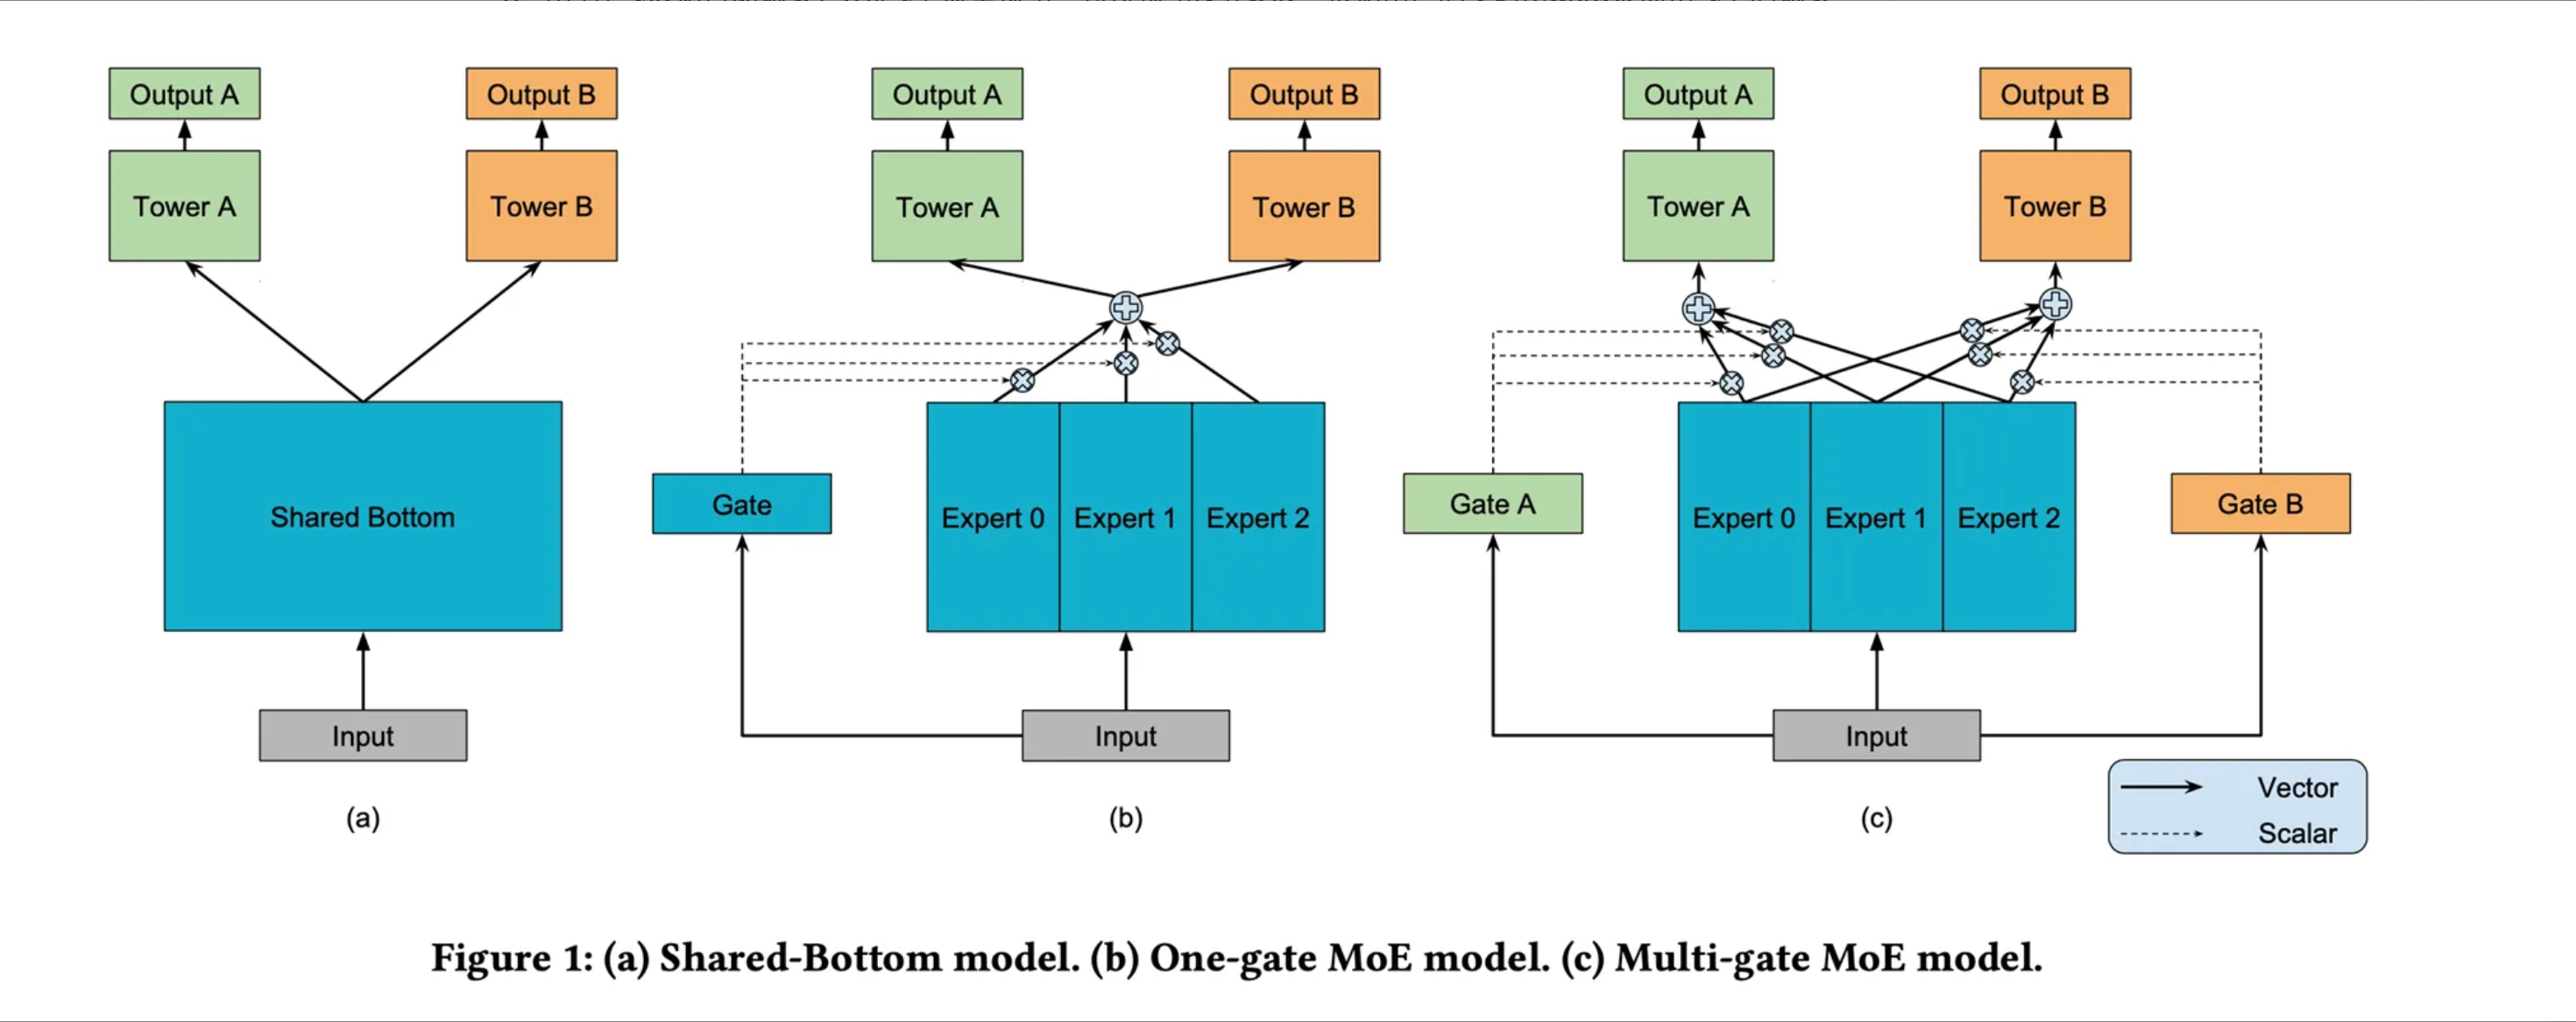 Output A
Output B
Tower A
Tower B
Shared Bottom
Input
(a)
Output A
Output B
Tower A
Tower B
Gate
Expert 0
Expert 1
Expert 2
Input
(b)
Output A
Output B
Tower A
Tower B
Gate A
Expert 0
Expert 1
Expert 2
Gate B
Input
(c)
Vector
Scalar
Figure 1: (a) Shared-Bottom model. (b) One-gate MoE model. (c) Multi-gate MoE model.